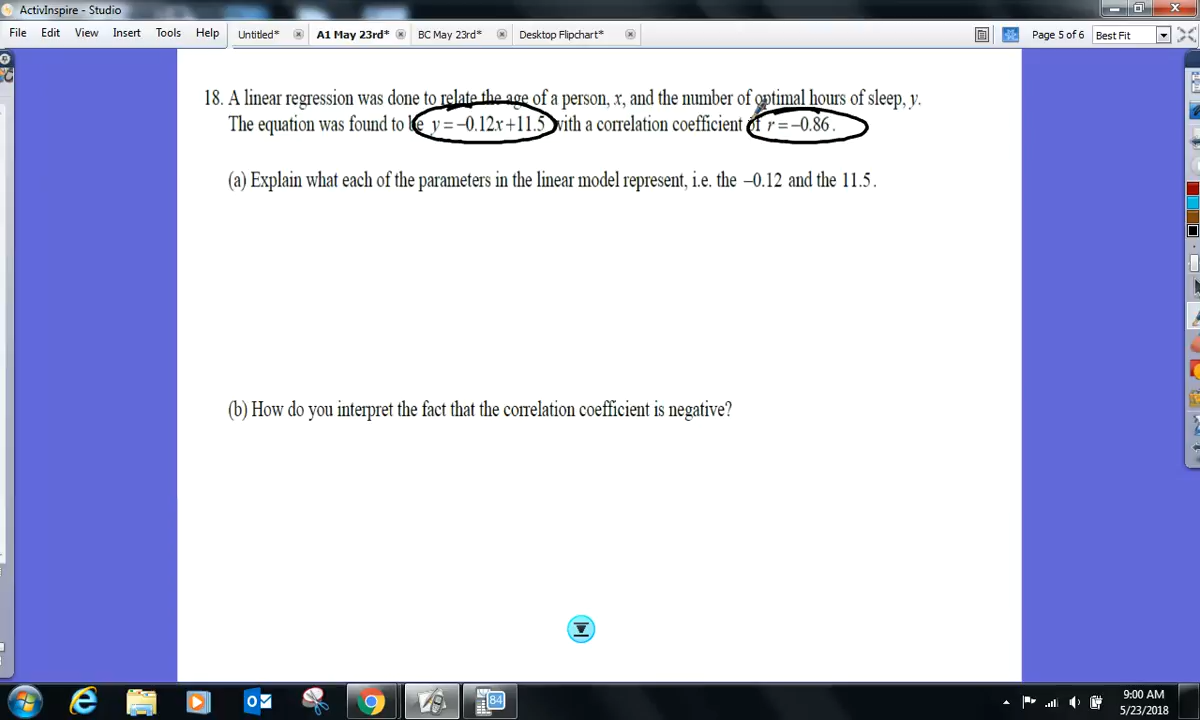 ActivInspire - Studio
File Edit View Insert Tools Help Untitled* A1 May 23rd* BC May 23rd* Desktop Flipchart* Page 5 of 6 Best Fit
18. A linear regression was done to relate the age of a person, x, and the number of optimal hours of sleep, y.
The equation was found to be y = −0.12x+11.5 with a correlation coefficient of r = −0.86.
(a) Explain what each of the parameters in the linear model represent, i.e. the −0.12 and the 11.5.
(b) How do you interpret the fact that the correlation coefficient is negative?
84
9:00 AM
5/23/2018